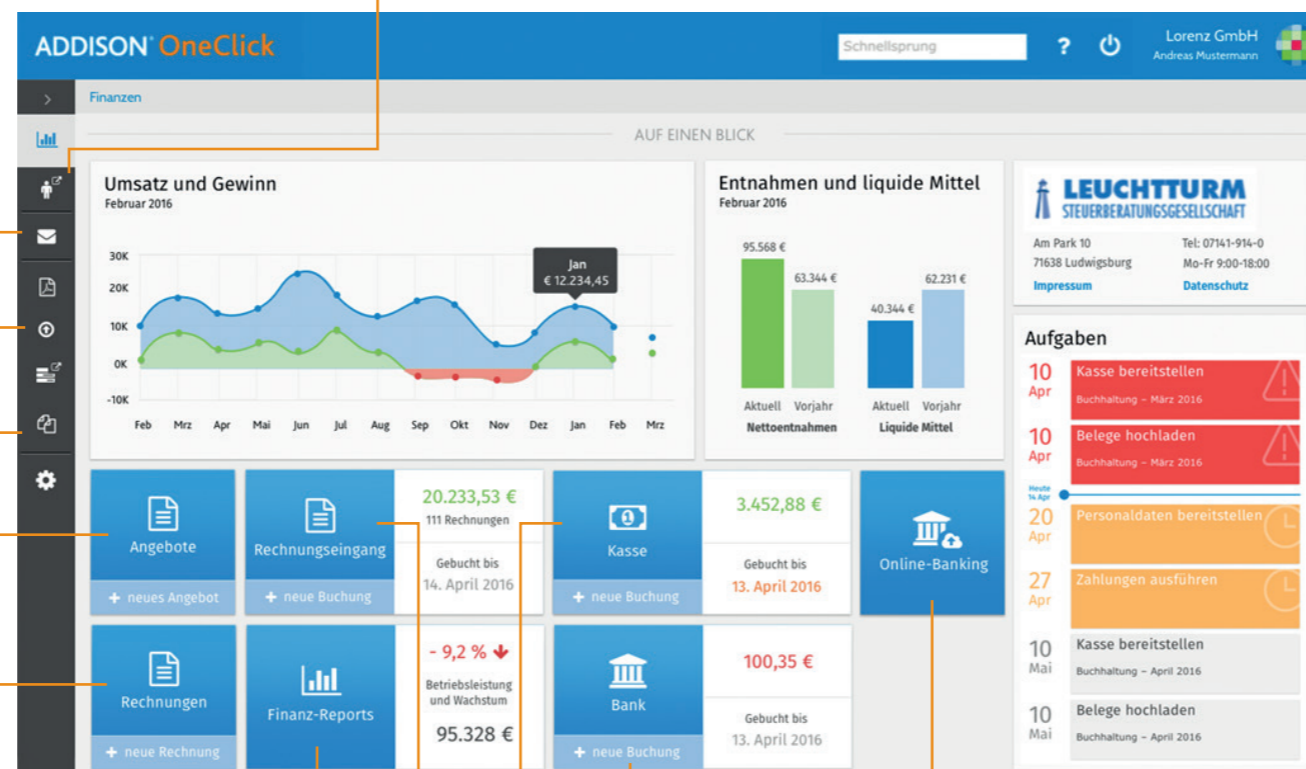 ADDISON OneClick
Schnellsprung
?
Lorenz GmbH
Andreas Mustermann
Finanzen
AUF EINEN BLICK
Umsatz und Gewinn
Februar 2016
30K
20K
10K
0K
-10K
Jan
€ 12.234,45
Feb Mrz Apr Mai Jun Jul Aug Sep Okt Nov Dez Jan Feb Mrz
Entnahmen und liquide Mittel
Februar 2016
95.568 €
63.344 €
40.344 €
62.231 €
Aktuell Vorjahr Aktuell Vorjahr
Nettoentnahmen Liquide Mittel
LEUCHTTURM
STEUERBERATUNGSGESELLSCHAFT
Am Park 10 Tel: 07141-914-0
71638 Ludwigsburg Mo-Fr 9:00-18:00
Impressum Datenschutz
Aufgaben
10 Apr
Kasse bereitstellen
Buchhaltung – März 2016
10 Apr
Belege hochladen
Buchhaltung – März 2016
Heute
14 Apr
20 Apr
Personaldaten bereitstellen
27 Apr
Zahlungen ausführen
10 Mai
Kasse bereitstellen
Buchhaltung – April 2016
10 Mai
Belege hochladen
Buchhaltung – April 2016
Angebote
+ neues Angebot
Rechnungseingang
+ neue Buchung
20.233,53 €
111 Rechnungen
Gebucht bis
14. April 2016
Kasse
+ neue Buchung
3.452,88 €
Gebucht bis
13. April 2016
Online-Banking
Rechnungen
+ neue Rechnung
Finanz-Reports
- 9,2 %
Betriebsleistung
und Wachstum
95.328 €
Bank
+ neue Buchung
100,35 €
Gebucht bis
13. April 2016